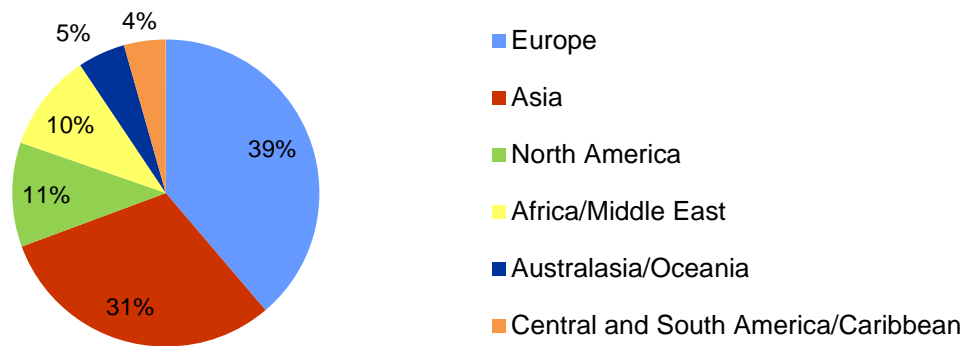 4%
5%
39%
10%
11%
31%
Europe
Asia
North America
Africa/Middle East
Australasia/Oceania
Central and South America/Caribbean